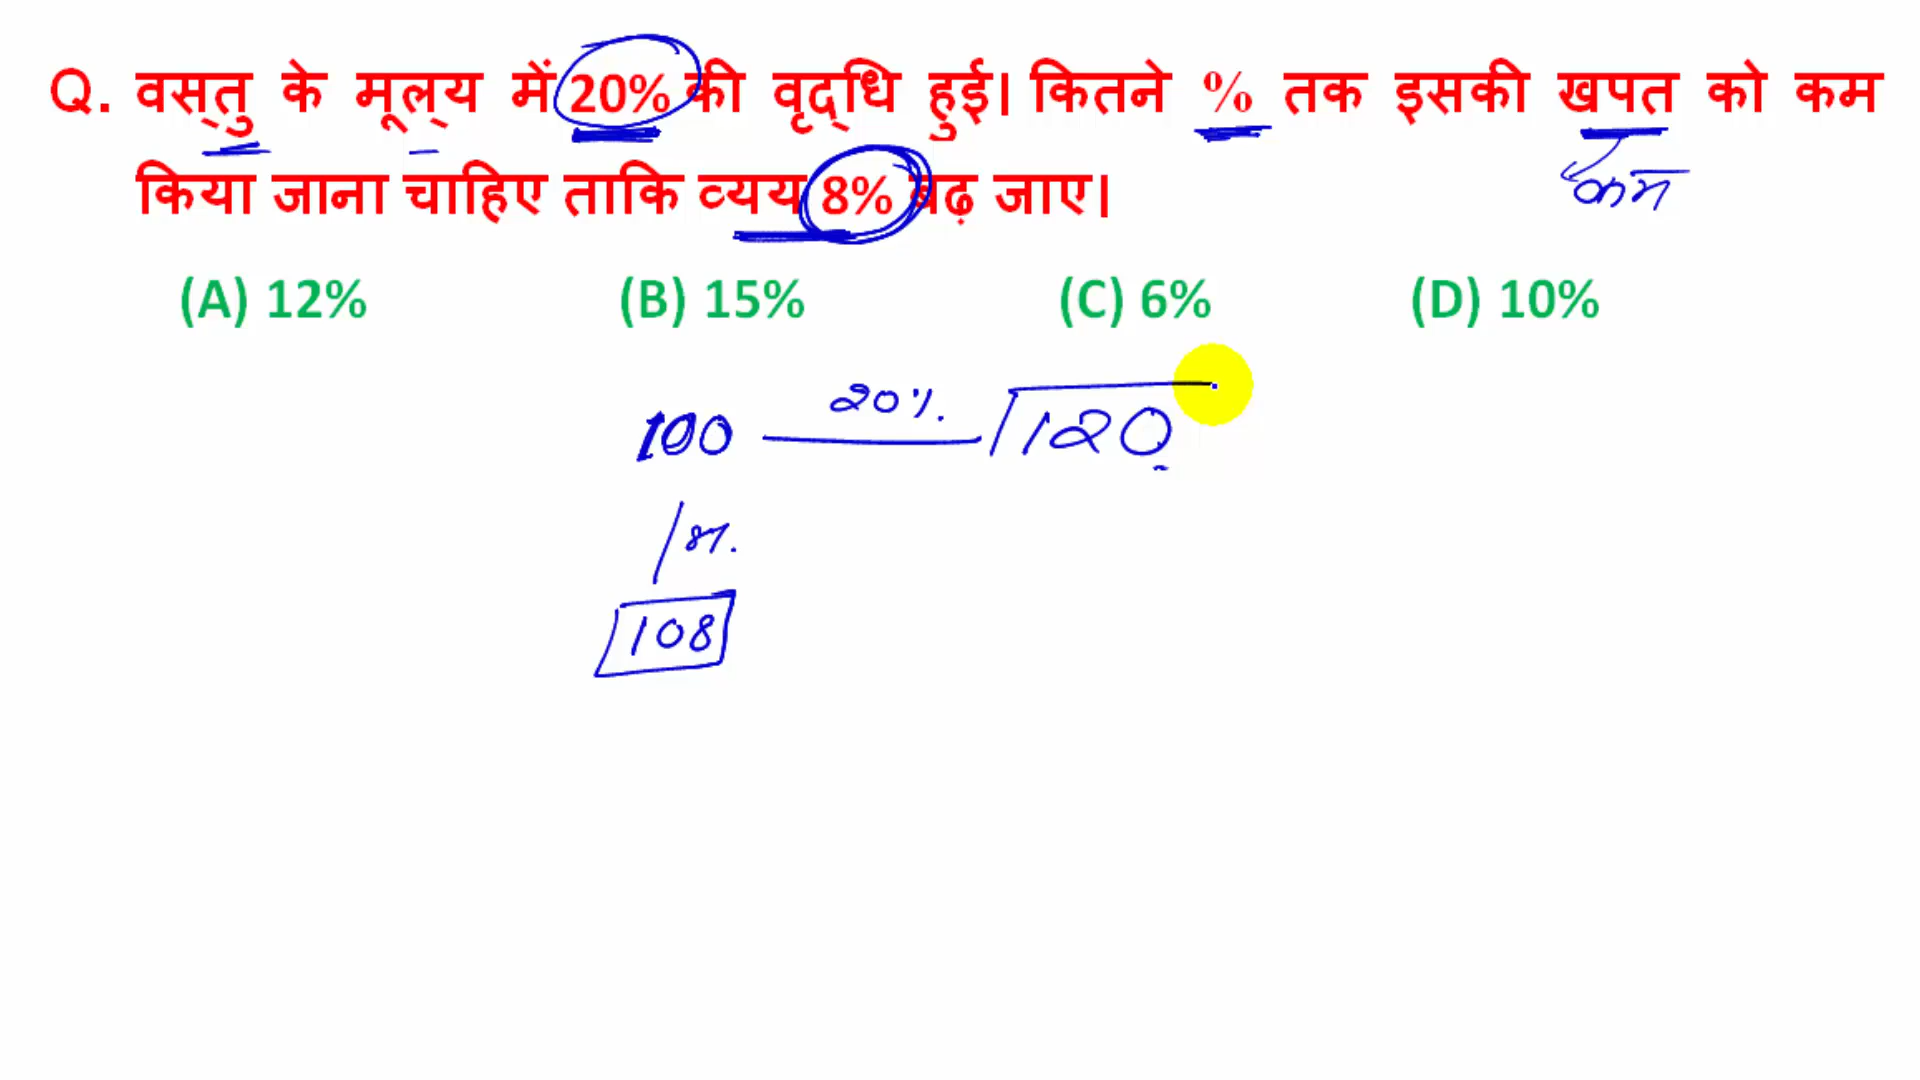 Q. वस्तु के मूल्य में 20% की वृद्धि हुई। कितने % तक इसकी खपत को कम
किया जाना चाहिए ताकि व्यय 8% बढ़ जाए।
कम
(A) 12% (B) 15% (C) 6% (D) 10%
100 20% 120
8%.
108